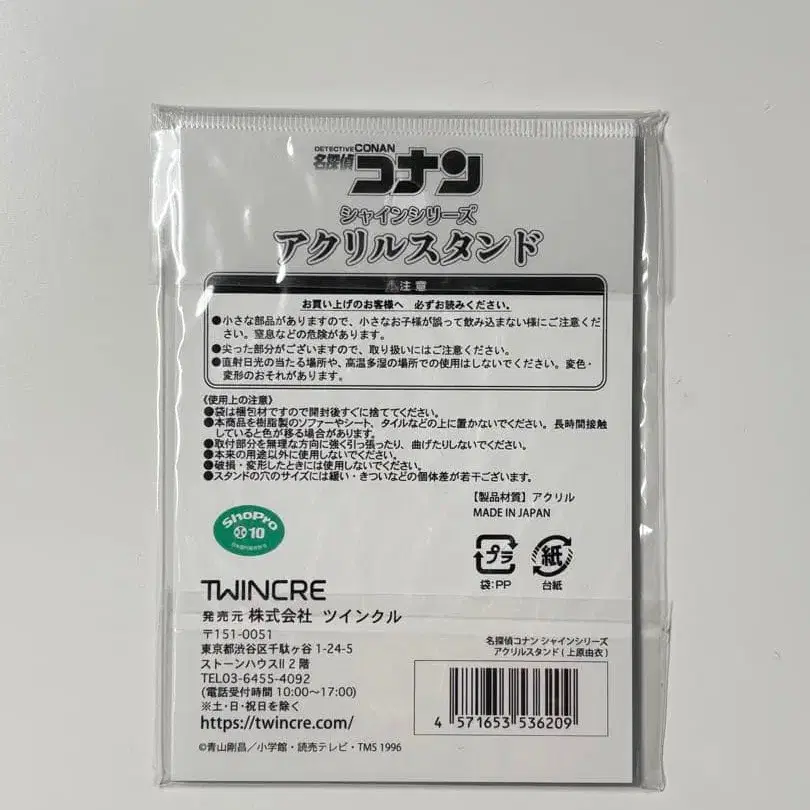 DETECTIVE CONAN
名探偵コナン
シャインシリーズ
アクリルスタンド
⚠注意
お買い上げのお客様へ 必ずお読みください。
●小さな部品がありますので、小さなお子様が誤って飲み込まない様にご注意くだ
さい。窒息などの危険があります。
●尖った部分がございますので、取り扱いにはご注意ください。
●直射日光の当たる場所や、高温多湿の場所での使用はしないでください。変色・
変形のおそれがあります。
《使用上の注意》
●袋は梱包材ですので開封後すぐに捨ててください。
●本商品を樹脂製のソファーやシート、タイルなどの上に置かないでください。長時間接触
していると色が移る場合があります。
●取付部分を無理な方向に強く引っ張ったり、曲げたりしないでください。
●本来の用途以外に使用しないでください。
●破損・変形したときには使用しないでください。
●スタンドの穴のサイズには緩い・きついなどの個体差が若干ございます。
【製品材質】アクリル
MADE IN JAPAN
ShoPro
10
プラ
袋:PP
紙
台紙
TWINCRE
発売元 株式会社 ツインクル
〒151-0051
東京都渋谷区千駄ヶ谷1-24-5
ストーンハウスII 2階
TEL03-6455-4092
(電話受付時間 10:00〜17:00)
※土・日・祝日を除く
https://twincre.com/
©青山剛昌／小学館・読売テレビ・TMS 1996
名探偵コナン シャインシリーズ
アクリルスタンド(上原由衣)
4 571653 536209